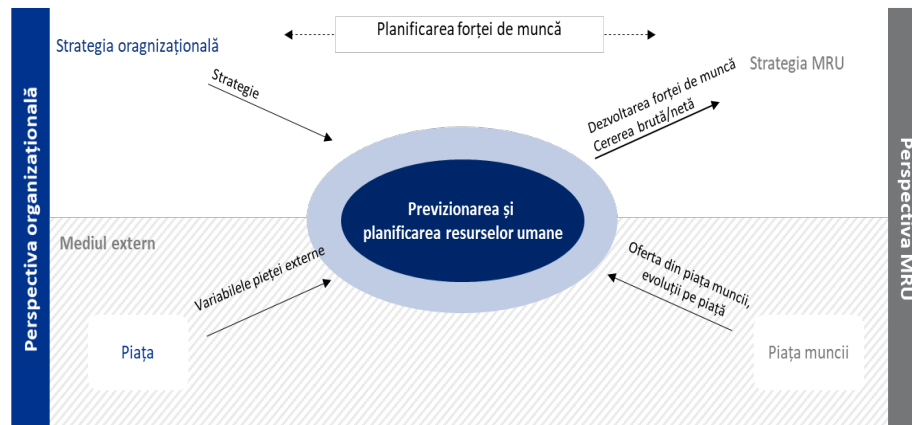 Planificarea forței de muncă
Strategia oragnizațională
Strategie
Dezvoltarea forței de muncă
Cererea brută/netă
Strategia MRU
Perspectiva organizațională
Perspectiva MRU
Previzionarea și
planificarea resurselor umane
Mediul extern
Variabilele pieței externe
Oferta din piața muncii,
evoluții pe piață
Piața
Piața muncii